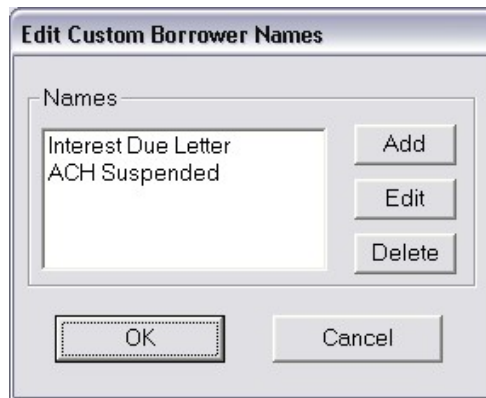 Edit Custom Borrower Names
Names
Interest Due Letter
ACH Suspended
Add
Edit
Delete
OK
Cancel